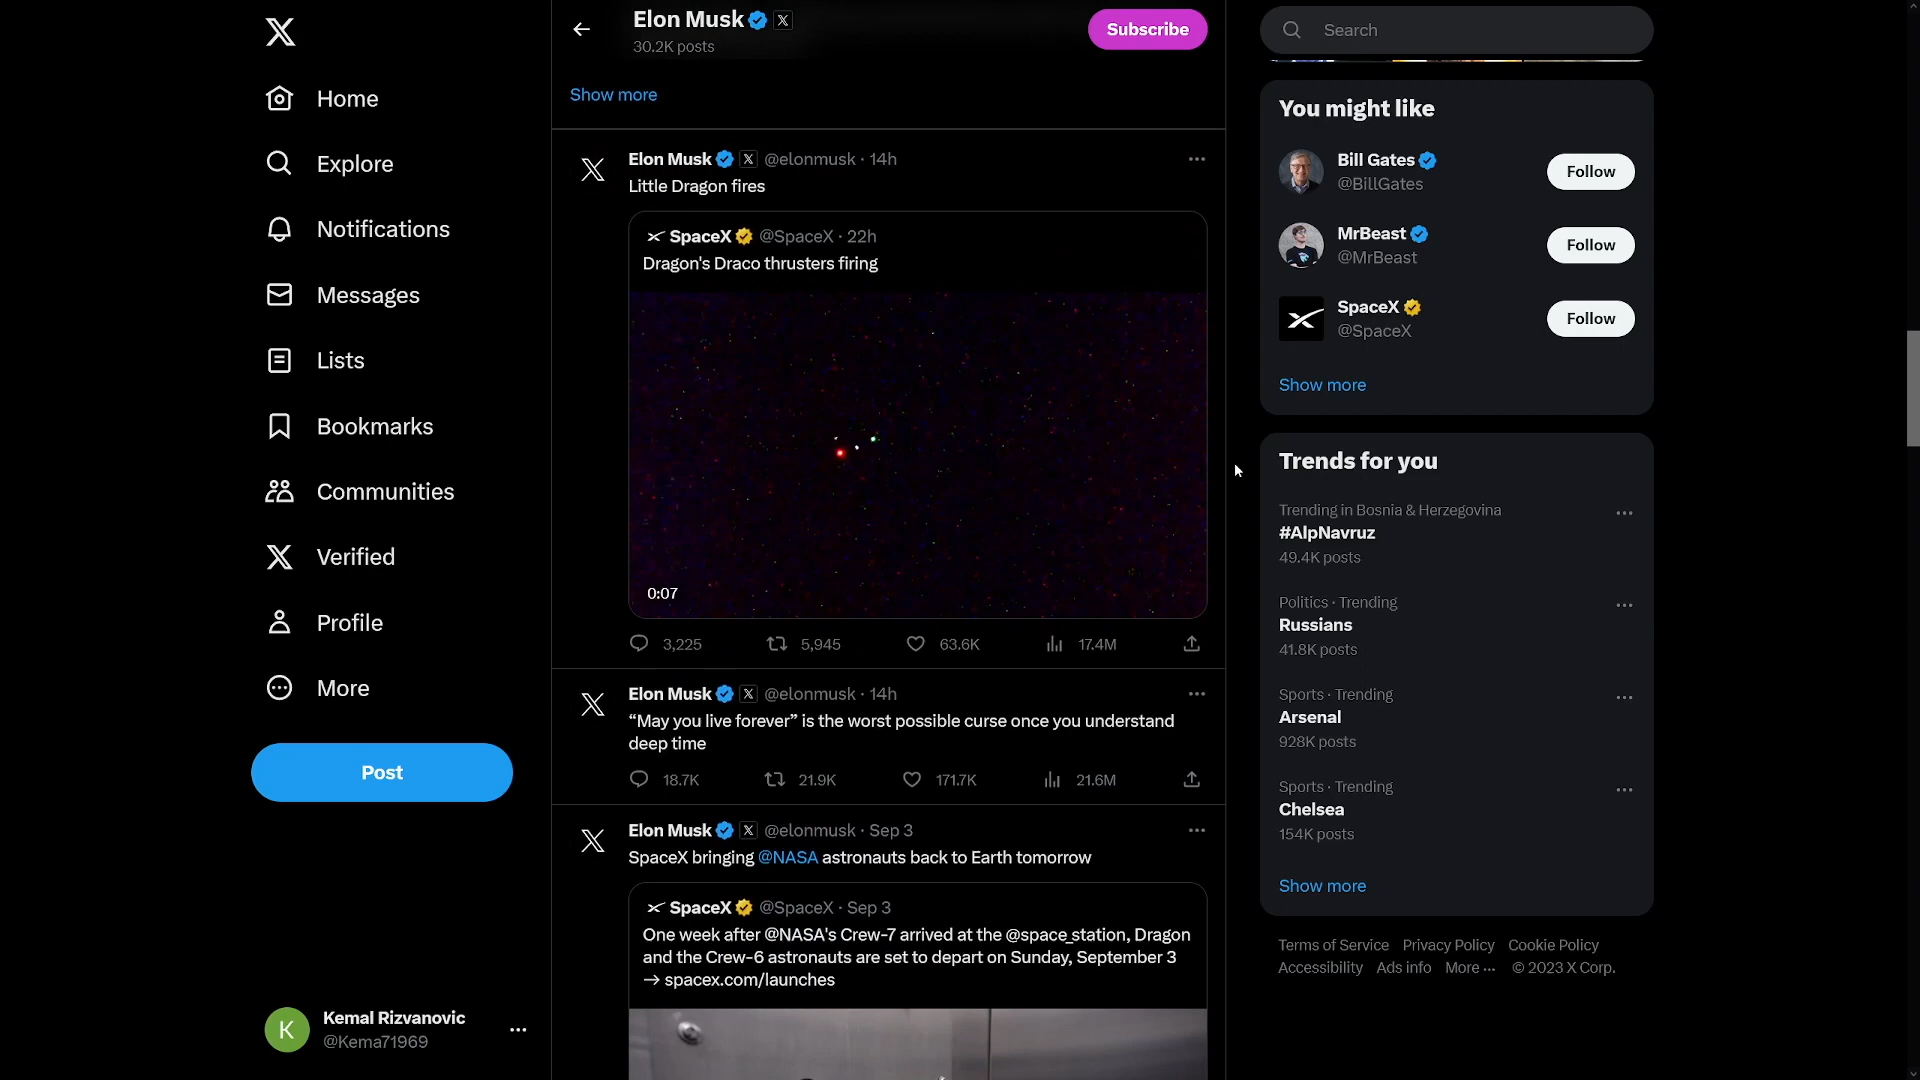 Home
Explore
Notifications
Messages
Lists
Bookmarks
Communities
Verified
Profile
More
Post
Kemal Rizvanovic
@Kema71969
Elon Musk
30.2K posts
Subscribe
Show more
Elon Musk @elonmusk · 14h
Little Dragon fires
SpaceX @SpaceX · 22h
Dragon's Draco thrusters firing
0:07
3,225 5,945 63.6K 17.4M
Elon Musk @elonmusk · 14h
“May you live forever” is the worst possible curse once you understand
deep time
18.7K 21.9K 171.7K 21.6M
Elon Musk @elonmusk · Sep 3
SpaceX bringing @NASA astronauts back to Earth tomorrow
SpaceX @SpaceX · Sep 3
One week after @NASA's Crew-7 arrived at the @space_station, Dragon
and the Crew-6 astronauts are set to depart on Sunday, September 3
→ spacex.com/launches
Search
You might like
Bill Gates
@BillGates
Follow
MrBeast
@MrBeast
Follow
SpaceX
@SpaceX
Follow
Show more
Trends for you
Trending in Bosnia & Herzegovina
#AlpNavruz
49.4K posts
Politics · Trending
Russians
41.8K posts
Sports · Trending
Arsenal
928K posts
Sports · Trending
Chelsea
154K posts
Show more
Terms of Service Privacy Policy Cookie Policy
Accessibility Ads info More ··· © 2023 X Corp.